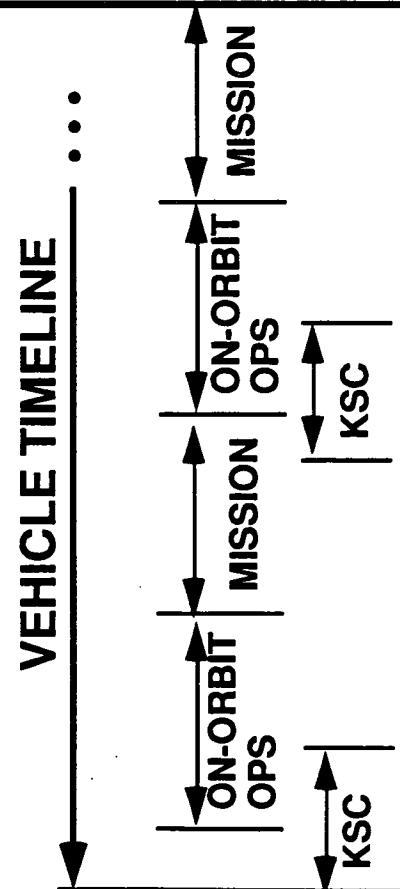 VEHICLE TIMELINE
• • •
KSC
ON-ORBIT
OPS
MISSION
KSC
ON-ORBIT
OPS
MISSION